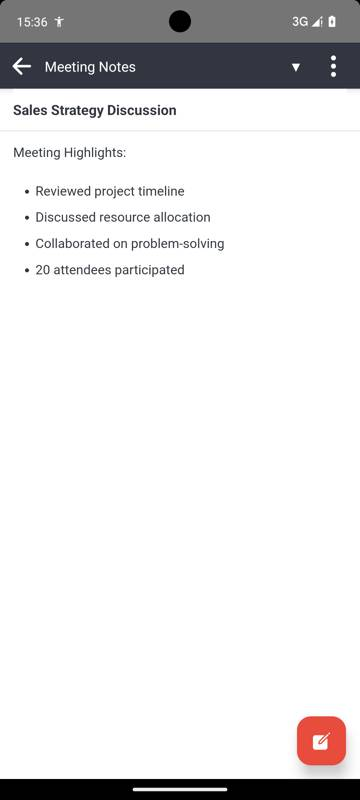 15:36
3G
Meeting Notes
Sales Strategy Discussion
Meeting Highlights:
• Reviewed project timeline
• Discussed resource allocation
• Collaborated on problem-solving
• 20 attendees participated